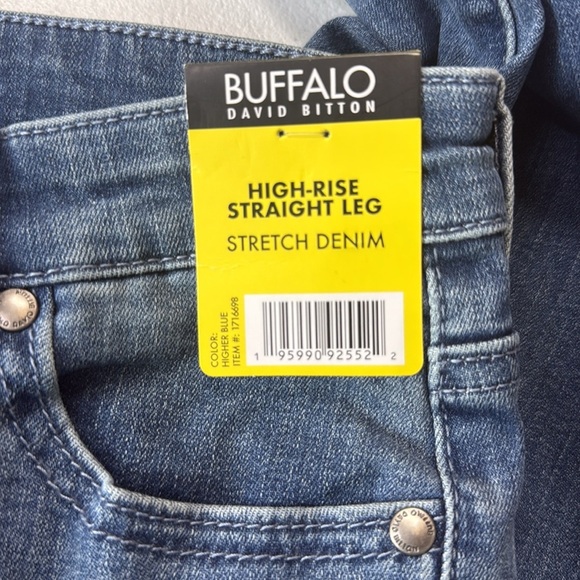 BUFFALO
DAVID BITTON
HIGH-RISE
STRAIGHT LEG
STRETCH DENIM
COLOR:
HIGHER BLUE
ITEM #: 1716698
1 95990 92552 2